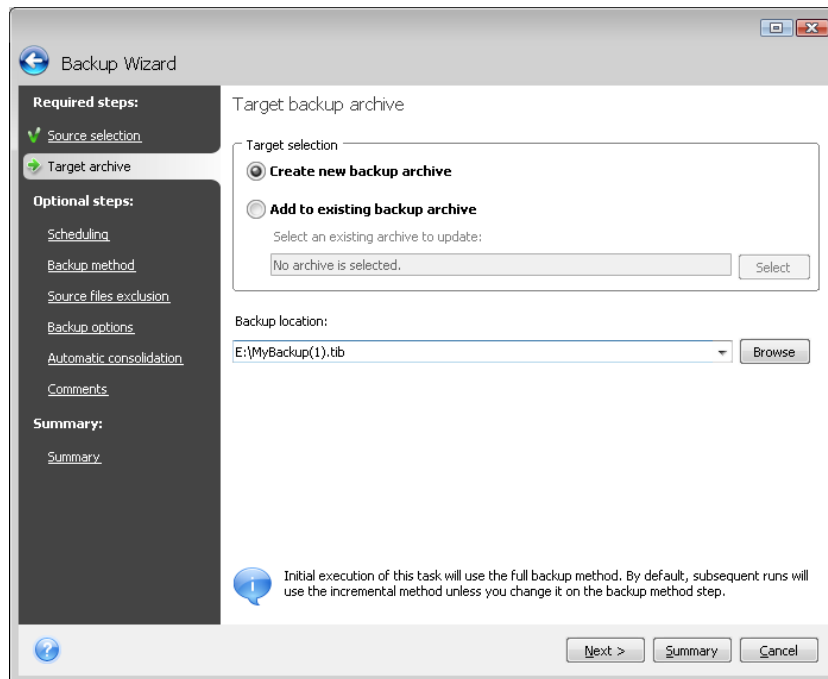 Backup Wizard
Required steps:
Source selection
Target archive
Optional steps:
Scheduling
Backup method
Source files exclusion
Backup options
Automatic consolidation
Comments
Summary:
Summary
Target backup archive
Target selection
Create new backup archive
Add to existing backup archive
Select an existing archive to update:
No archive is selected.
Select
Backup location:
E:\MyBackup(1).tib
Browse
Initial execution of this task will use the full backup method. By default, subsequent runs will
use the incremental method unless you change it on the backup method step.
Next >
Summary
Cancel